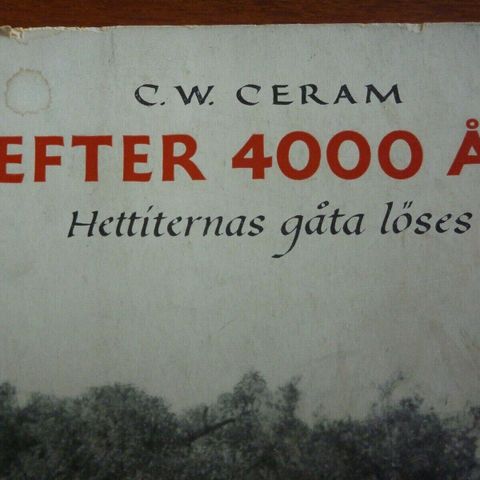 C.W. CERAM
EFTER 4000 Å
Hettiternas gåta löses